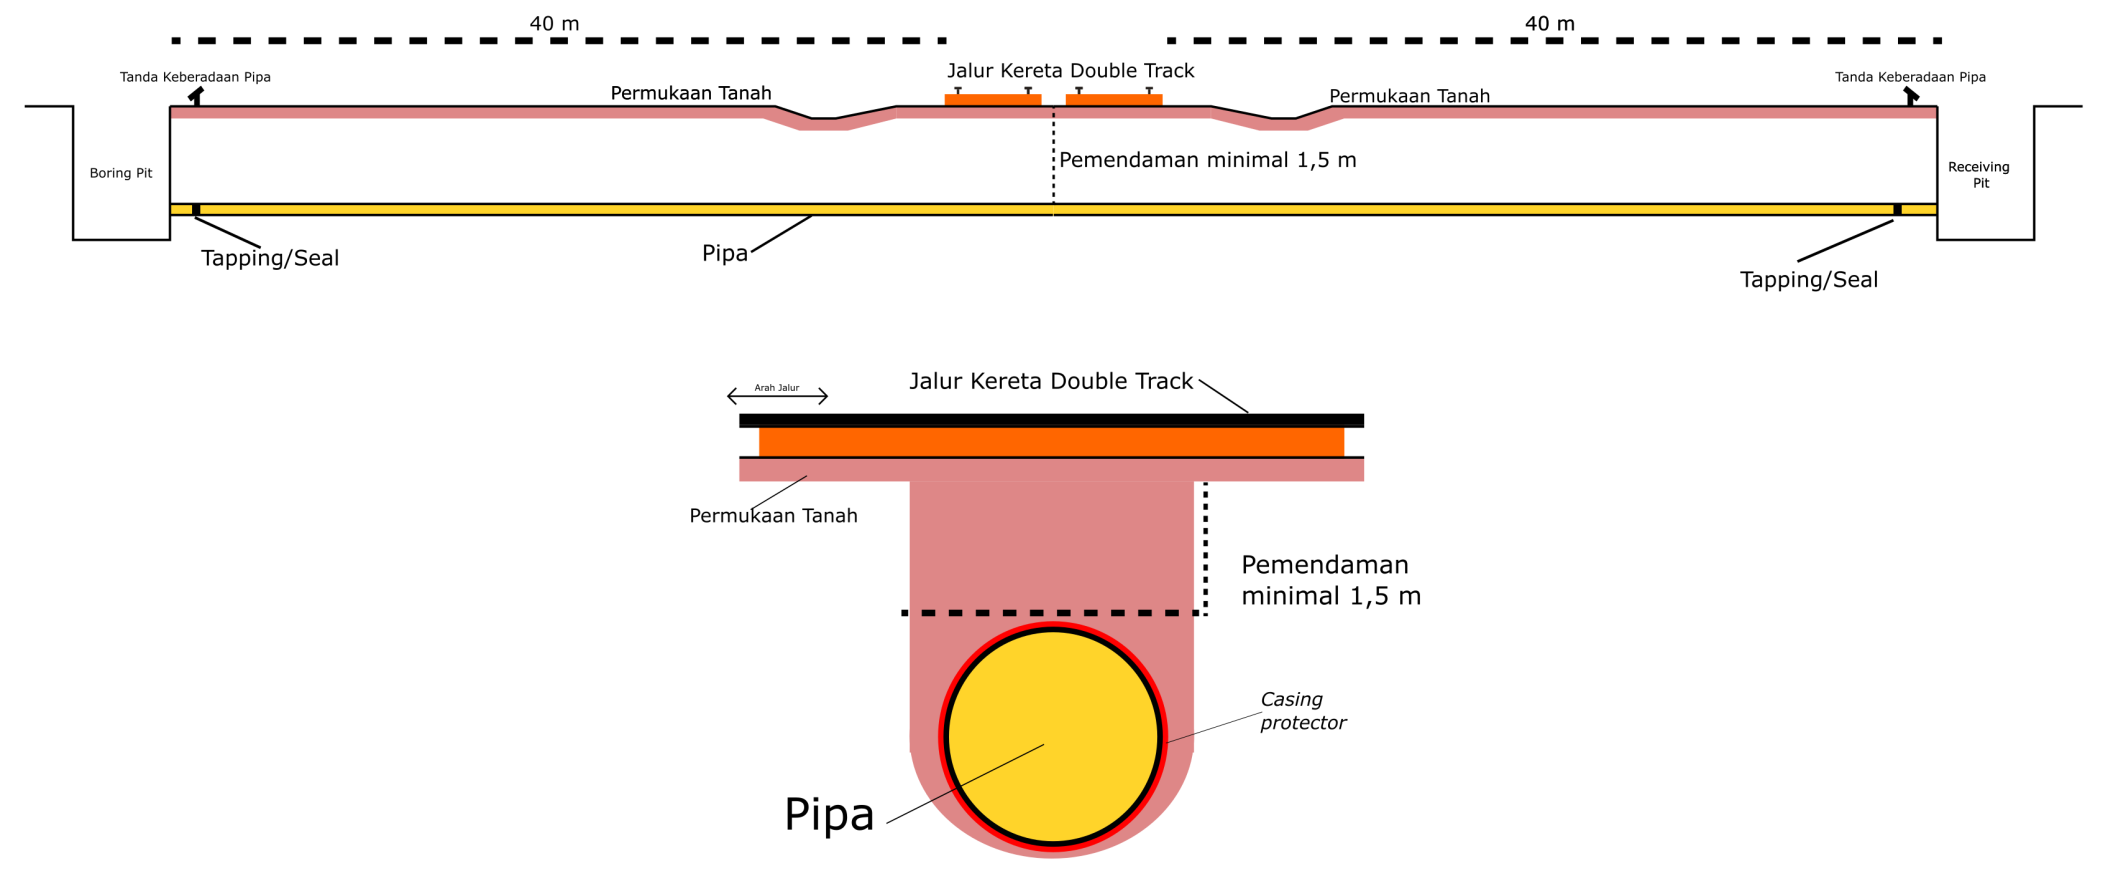 40 m
40 m
Tanda Keberadaan Pipa
Jalur Kereta Double Track
Tanda Keberadaan Pipa
Permukaan Tanah
Permukaan Tanah
Boring Pit
Pemendaman minimal 1,5 m
Receiving
Pit
Tapping/Seal
Pipa
Tapping/Seal
Arah Jalur
Jalur Kereta Double Track
Permukaan Tanah
Pemendaman
minimal 1,5 m
Casing
protector
Pipa